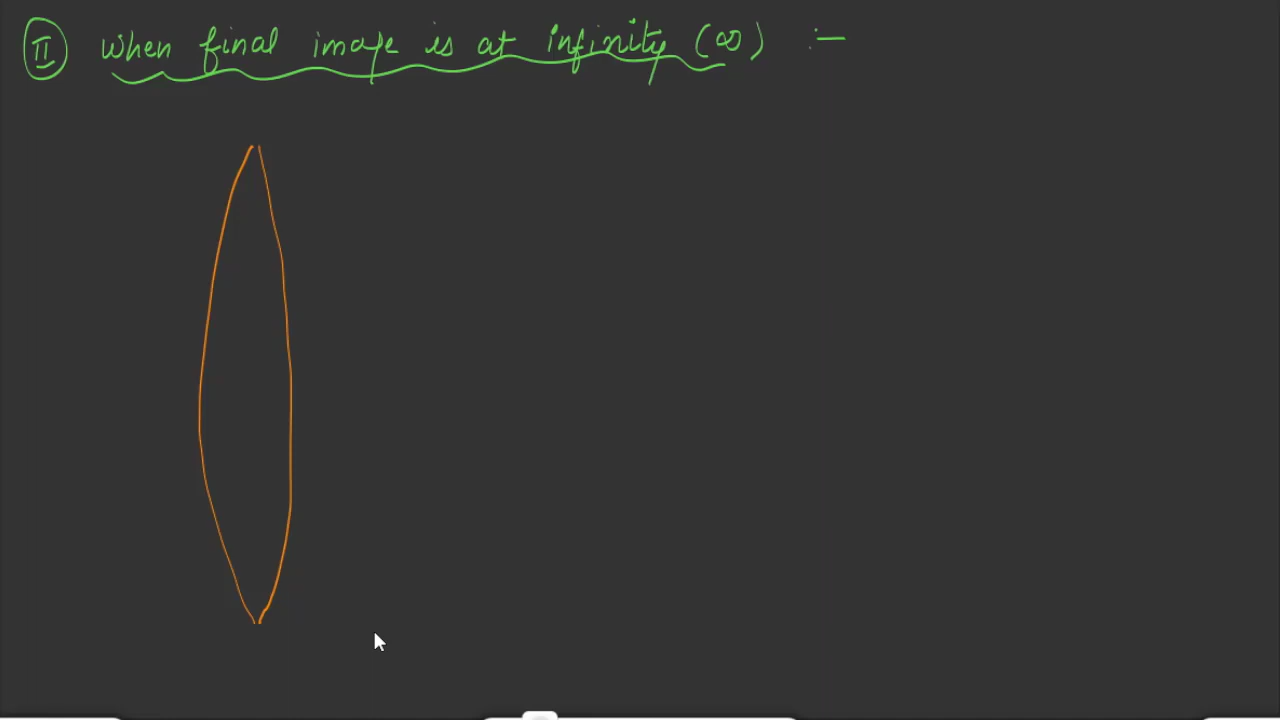 II When final image is at infinity (∞) :-